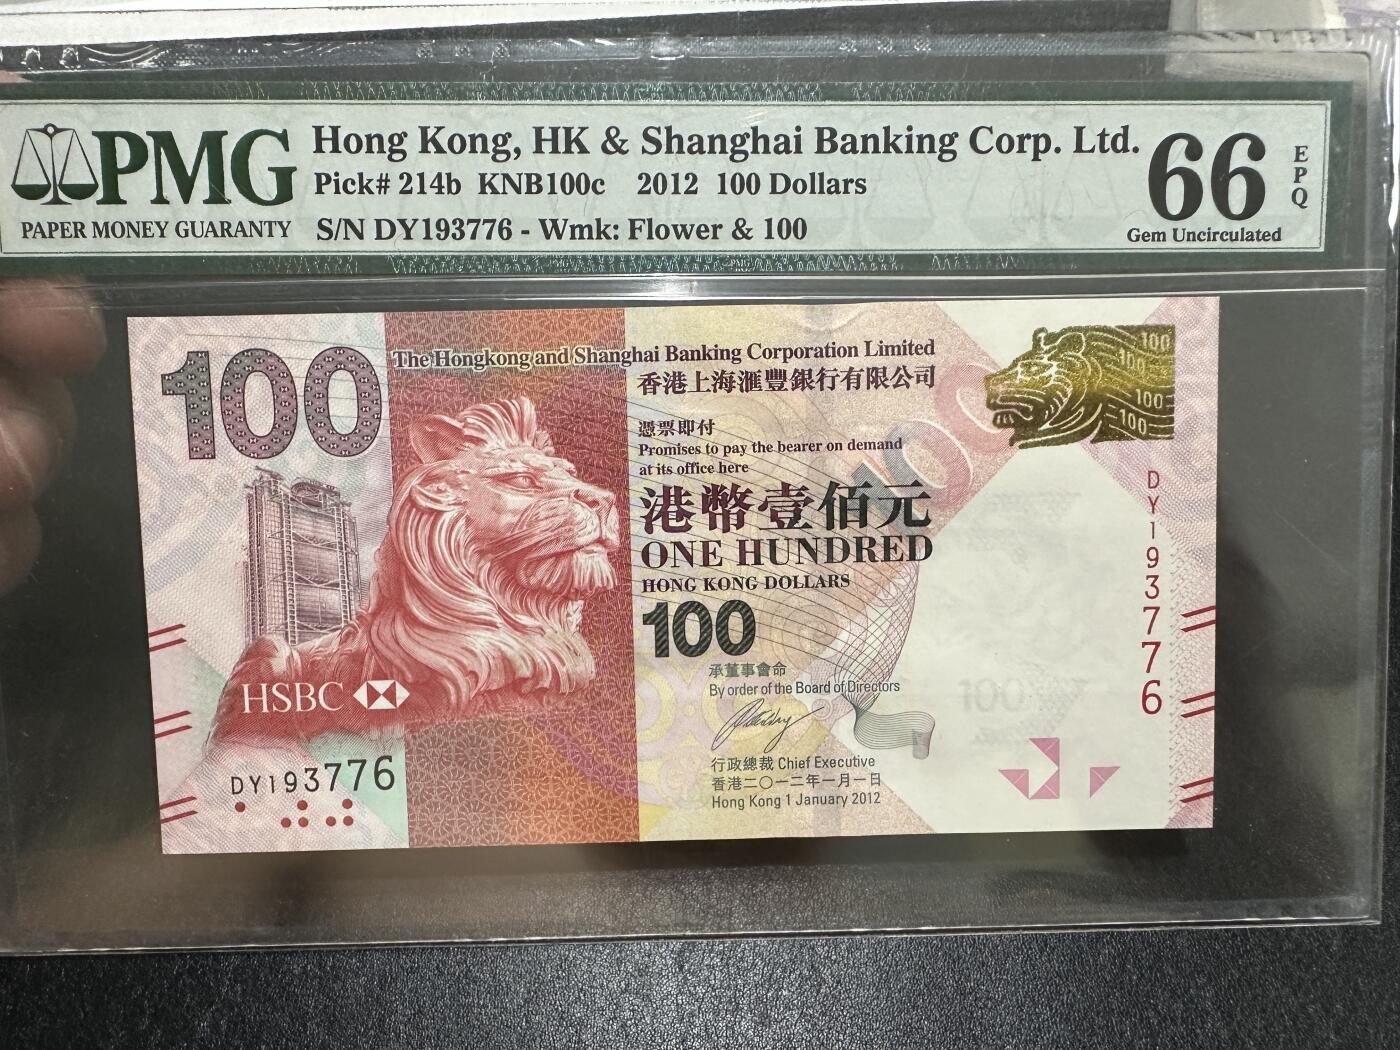 PMG
PAPER MONEY GUARANTY
Hong Kong, HK & Shanghai Banking Corp. Ltd.
Pick# 214b KNB100c 2012 100 Dollars
S/N DY193776 - Wmk: Flower & 100
66
EPQ
Gem Uncirculated
100
The Hongkong and Shanghai Banking Corporation Limited
香港上海滙豐銀行有限公司
100
100
100
100
憑票即付
Promises to pay the bearer on demand
at its office here
100
港幣壹佰元
ONE HUNDRED
HONG KONG DOLLARS
100
DY193776
承董事會命
By order of the Board of Directors
HSBC
行政總裁 Chief Executive
香港二〇一二年一月一日
Hong Kong 1 January 2012
DY193776